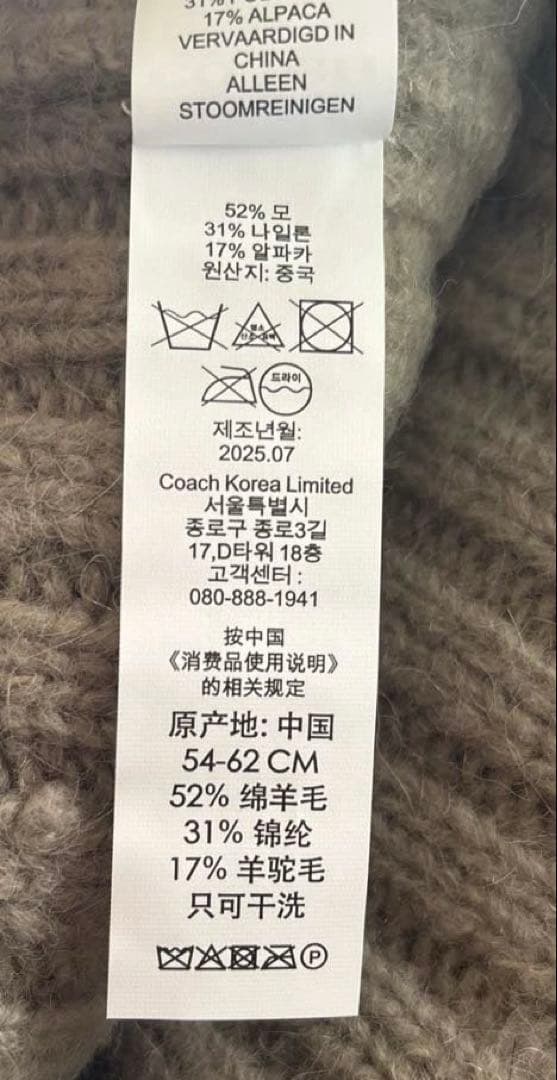 31%
17% ALPACA
VERVAARDIGD IN
CHINA
ALLEEN
STOOMREINIGEN
52% 모
31% 나일론
17% 알파카
원산지: 중국
드라이
제조년월:
2025.07
Coach Korea Limited
서울특별시
종로구 종로3길
17,D타워 18층
고객센터 :
080-888-1941
按中国
《消费品使用说明》
的相关规定
原产地: 中国
54-62 CM
52% 绵羊毛
31% 锦纶
17% 羊驼毛
只可干洗
P